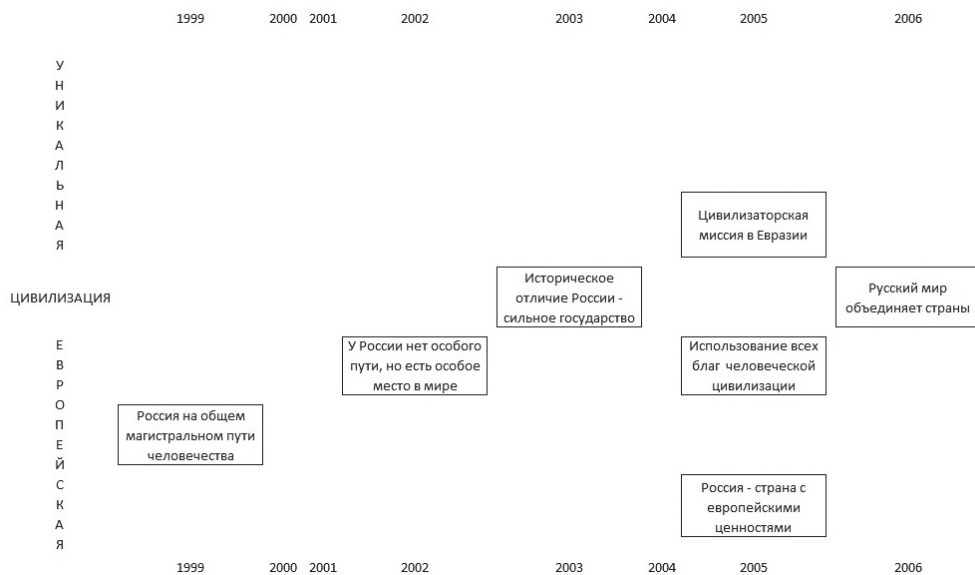 1999 2000 2001 2002 2003 2004 2005 2006
УНИКАЛЬНАЯ
Цивилизаторская
миссия в Евразии
ЦИВИЛИЗАЦИЯ
Историческое
отличие России -
сильное государство
Русский мир
объединяет страны
ЕВРОПЕЙСКАЯ
У России нет особого
пути, но есть особое
место в мире
Использование всех
благ человеческой
цивилизации
Россия на общем
магистральном пути
человечества
Россия - страна с
европейскими
ценностями
1999 2000 2001 2002 2003 2004 2005 2006